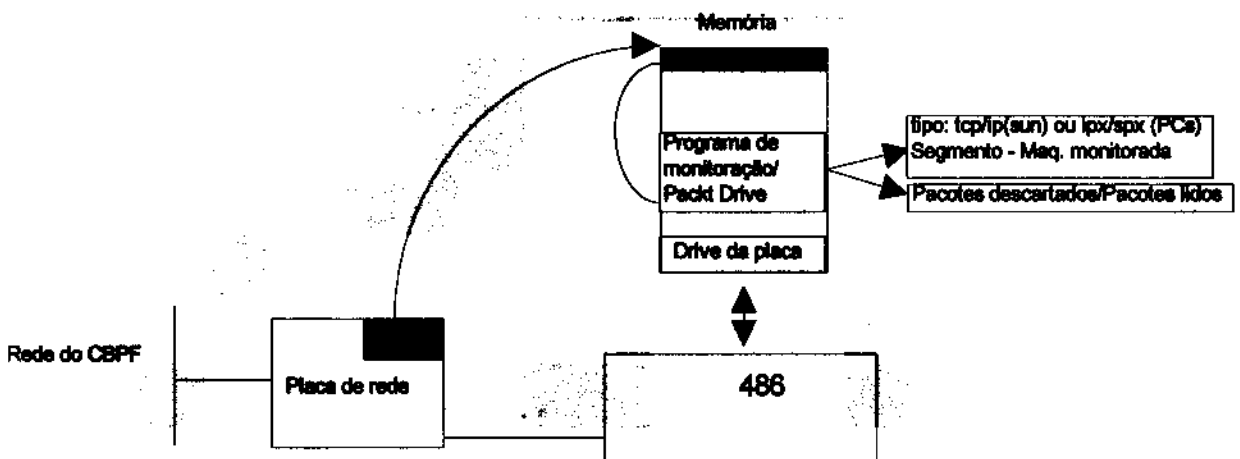 Memória
tipo: tcp/ip(sun) ou ipx/spx (PCs)
Segmento - Maq. monitorada
Programa de
monitoração/
Packt Drive
Pacotes descartados/Pacotes lidos
Drive da placa
Rede do CBPF
Placa de rede
486